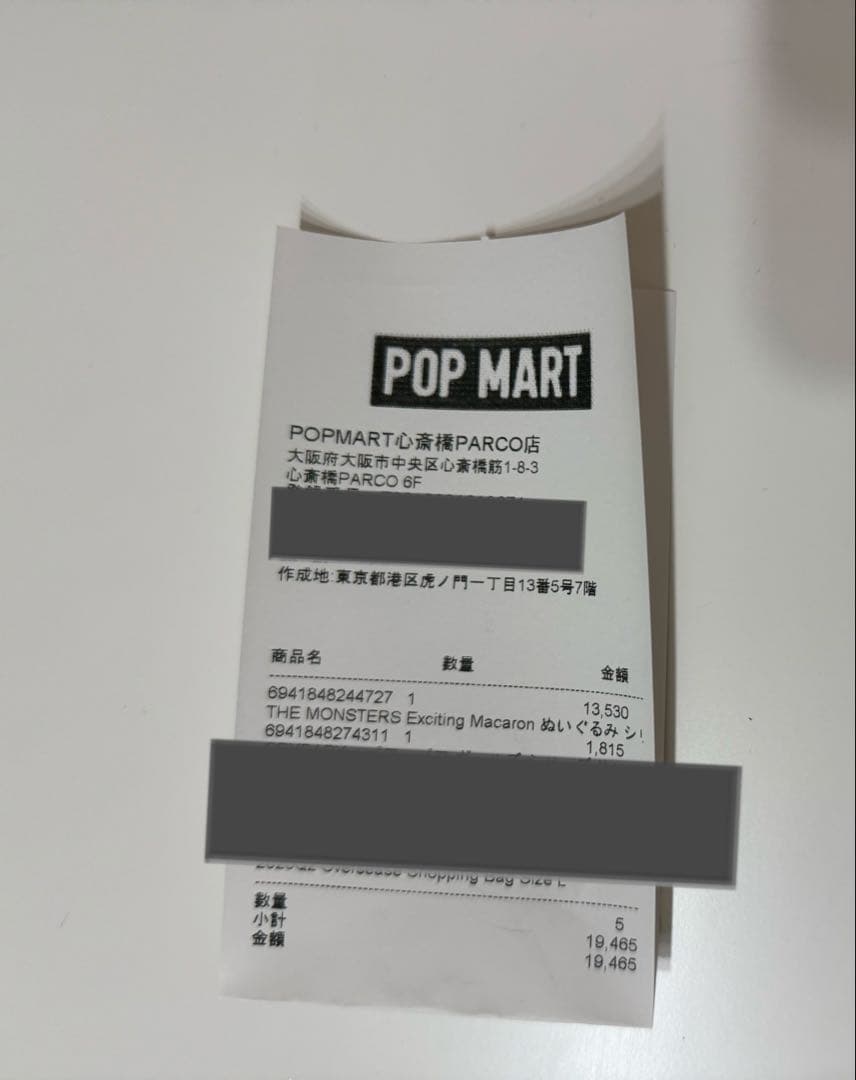 POP MART
POPMART心斎橋PARCO店
大阪府大阪市中央区心斎橋筋1-8-3
心斎橋PARCO 6F
作成地:東京都港区虎ノ門一丁目13番5号7階
商品名 数量 金額
6941848244727 1 13,530
THE MONSTERS Exciting Macaron ぬいぐるみ シ
6941848274311 1 1,815
Shopping Bag Size L
数量 5
小計 19,465
金額 19,465